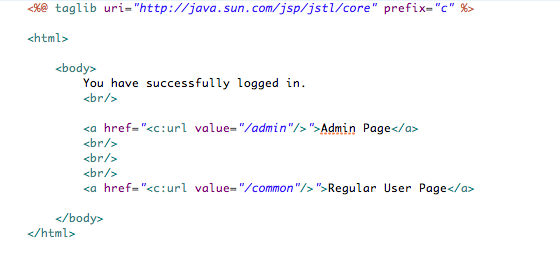 <%@ taglib uri="http://java.sun.com/jsp/jstl/core" prefix="c" %>
<html>
<body>
You have successfully logged in.
<br/>
<a href="<c:url value="/admin"/>">Admin Page</a>
<br/>
<br/>
<br/>
<a href="<c:url value="/common"/>">Regular User Page</a>
</body>
</html>